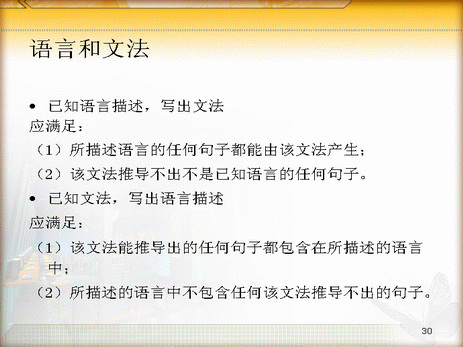 语言和文法
• 已知语言描述，写出文法
应满足：
（1）所描述语言的任何句子都能由该文法产生；
（2）该文法推导不出不是已知语言的任何句子。
• 已知文法，写出语言描述
应满足：
（1）该文法能推导出的任何句子都包含在所描述的语言
中；
（2）所描述的语言中不包含任何该文法推导不出的句子。
30